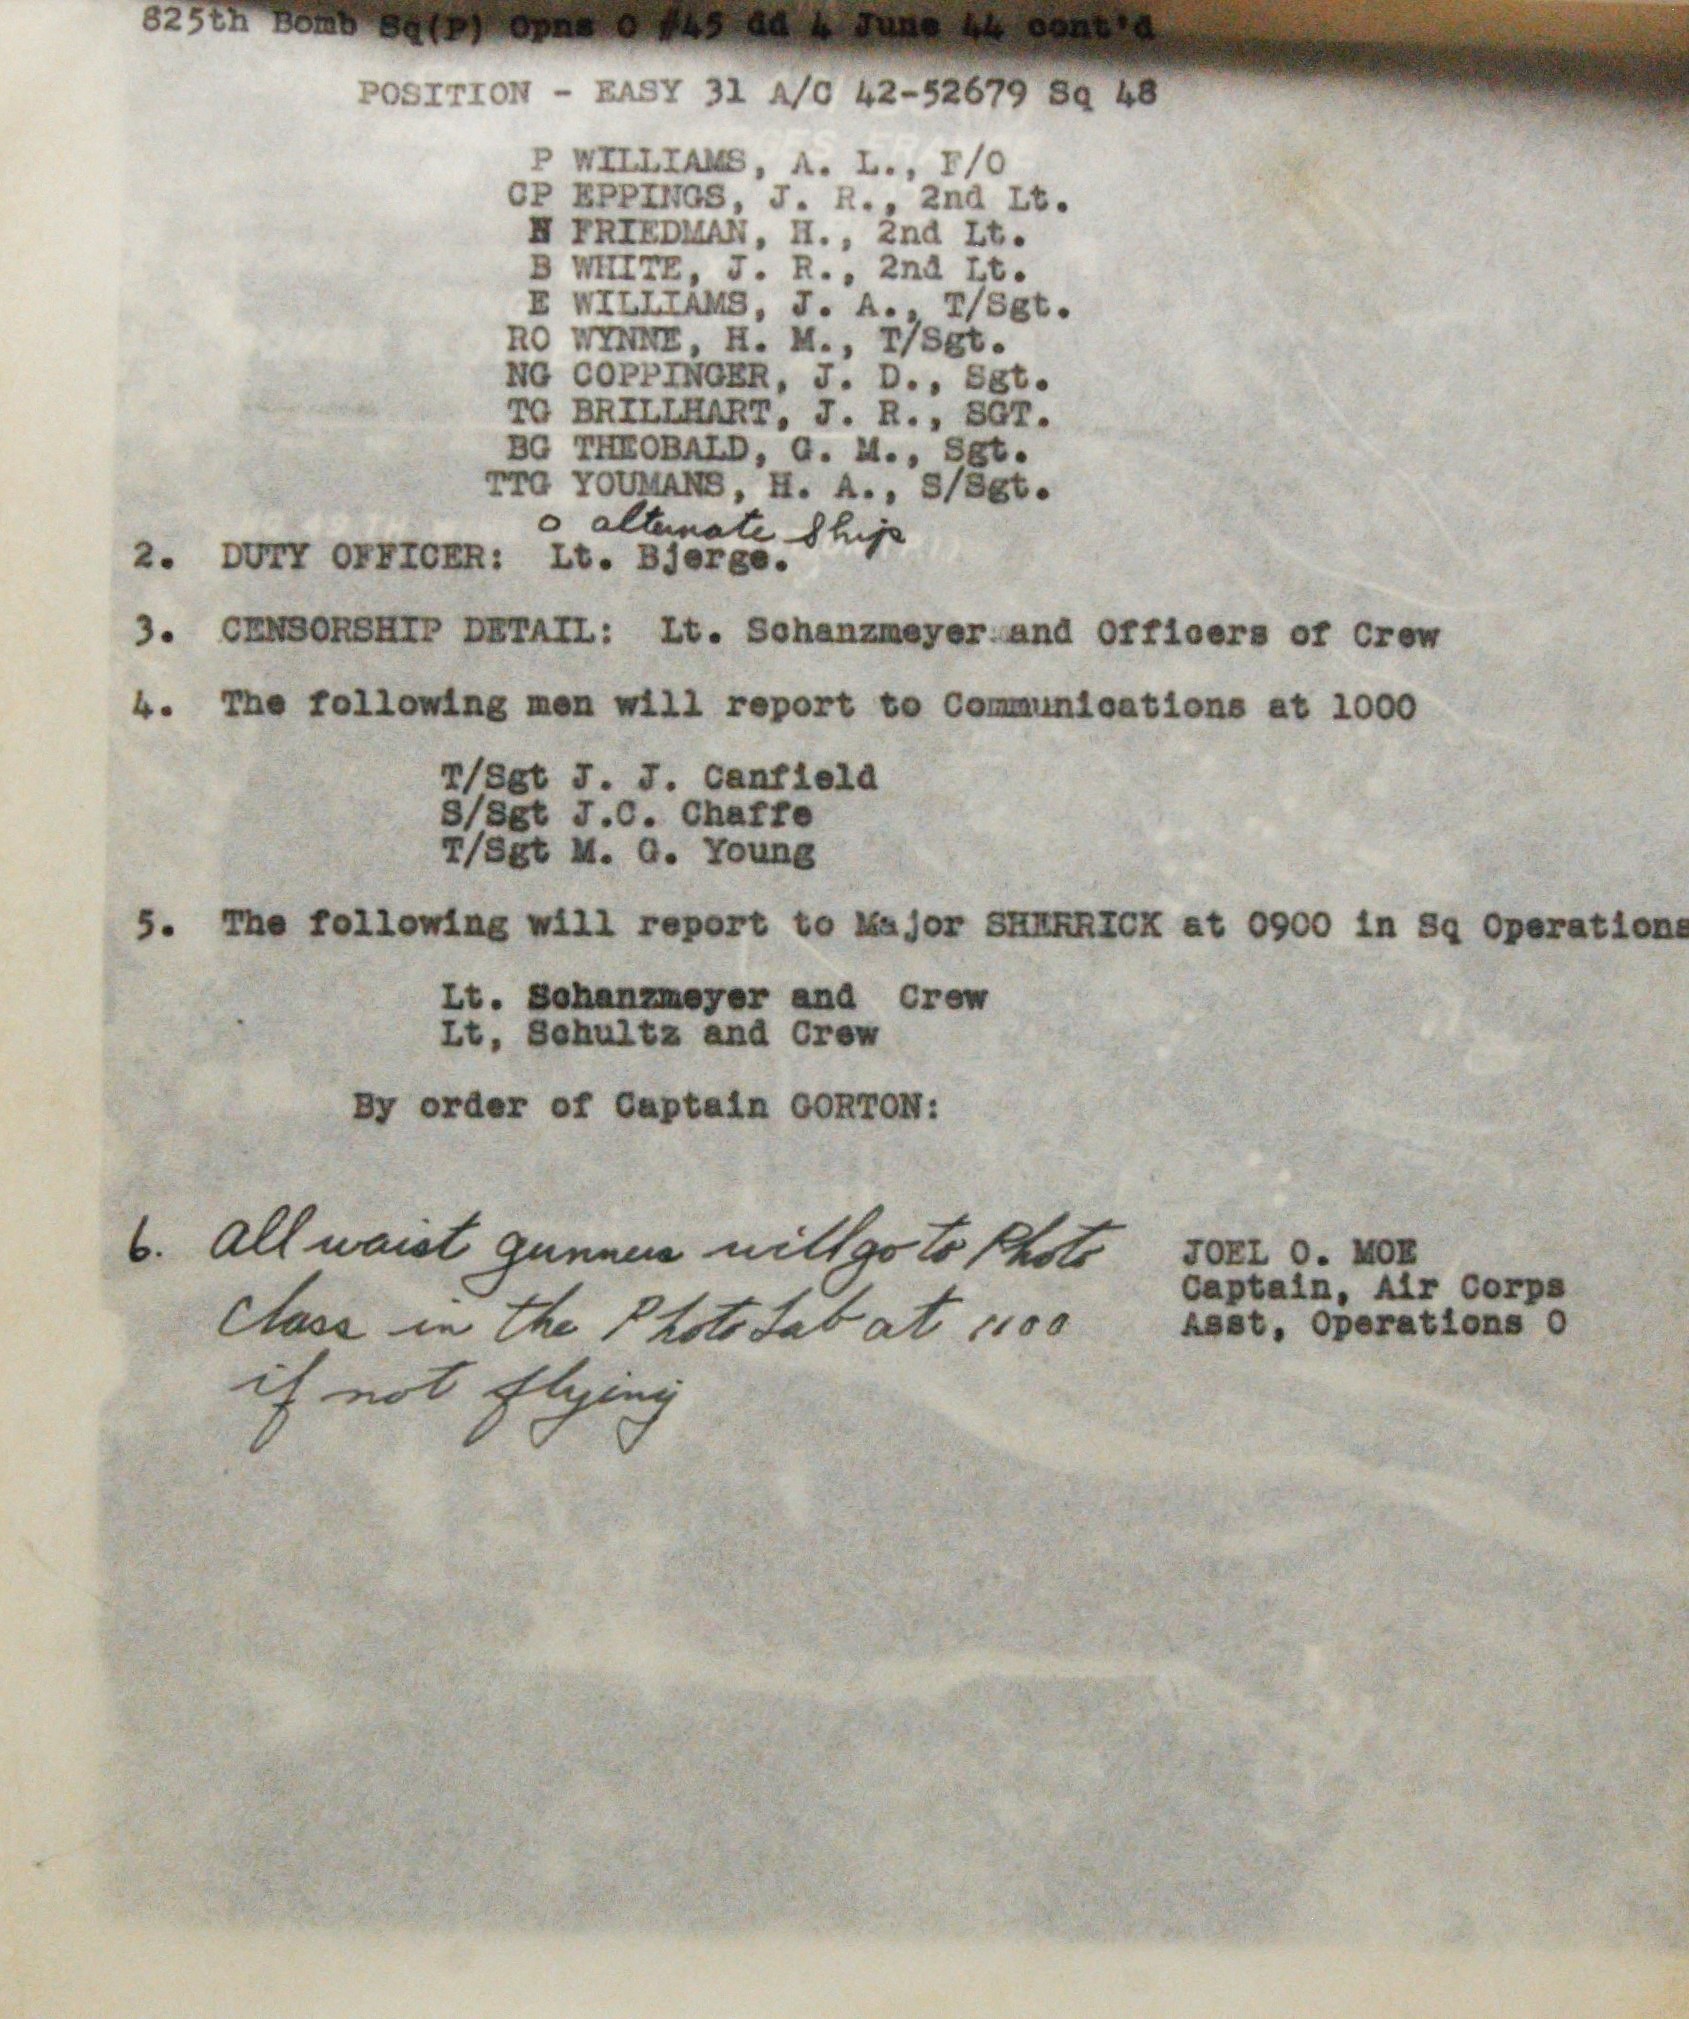 825th Bomb Sq(P) Opns O #45 dd 4 June 44 cont'd
POSITION - EASY 31 A/C 42-52679 Sq 48
P WILLIAMS, A. L., F/O
CP EPPINGS, J. R., 2nd Lt.
N FRIEDMAN, H., 2nd Lt.
B WHITE, J. R., 2nd Lt.
E WILLIAMS, J. A., T/Sgt.
RO WYNNE, H. M., T/Sgt.
NG COPPINGER, J. D., Sgt.
TG BRILLHART, J. R., SGT.
BG THEOBALD, G. M., Sgt.
TTG YOUMANS, H. A., S/Sgt.
o alternate Ship
2. DUTY OFFICER: Lt. Bjerge.
3. CENSORSHIP DETAIL: Lt. Schanzmeyer and Officers of Crew
4. The following men will report to Communications at 1000
T/Sgt J. J. Canfield
S/Sgt J.C. Chaffe
T/Sgt M. G. Young
5. The following will report to Major SHERRICK at 0900 in Sq Operations
Lt. Schanzmeyer and Crew
Lt, Schultz and Crew
By order of Captain GORTON:
6. All waist gunners will go to Photo
Class in the Photo Lab at 1100
if not flying
JOEL O. MOE
Captain, Air Corps
Asst, Operations O